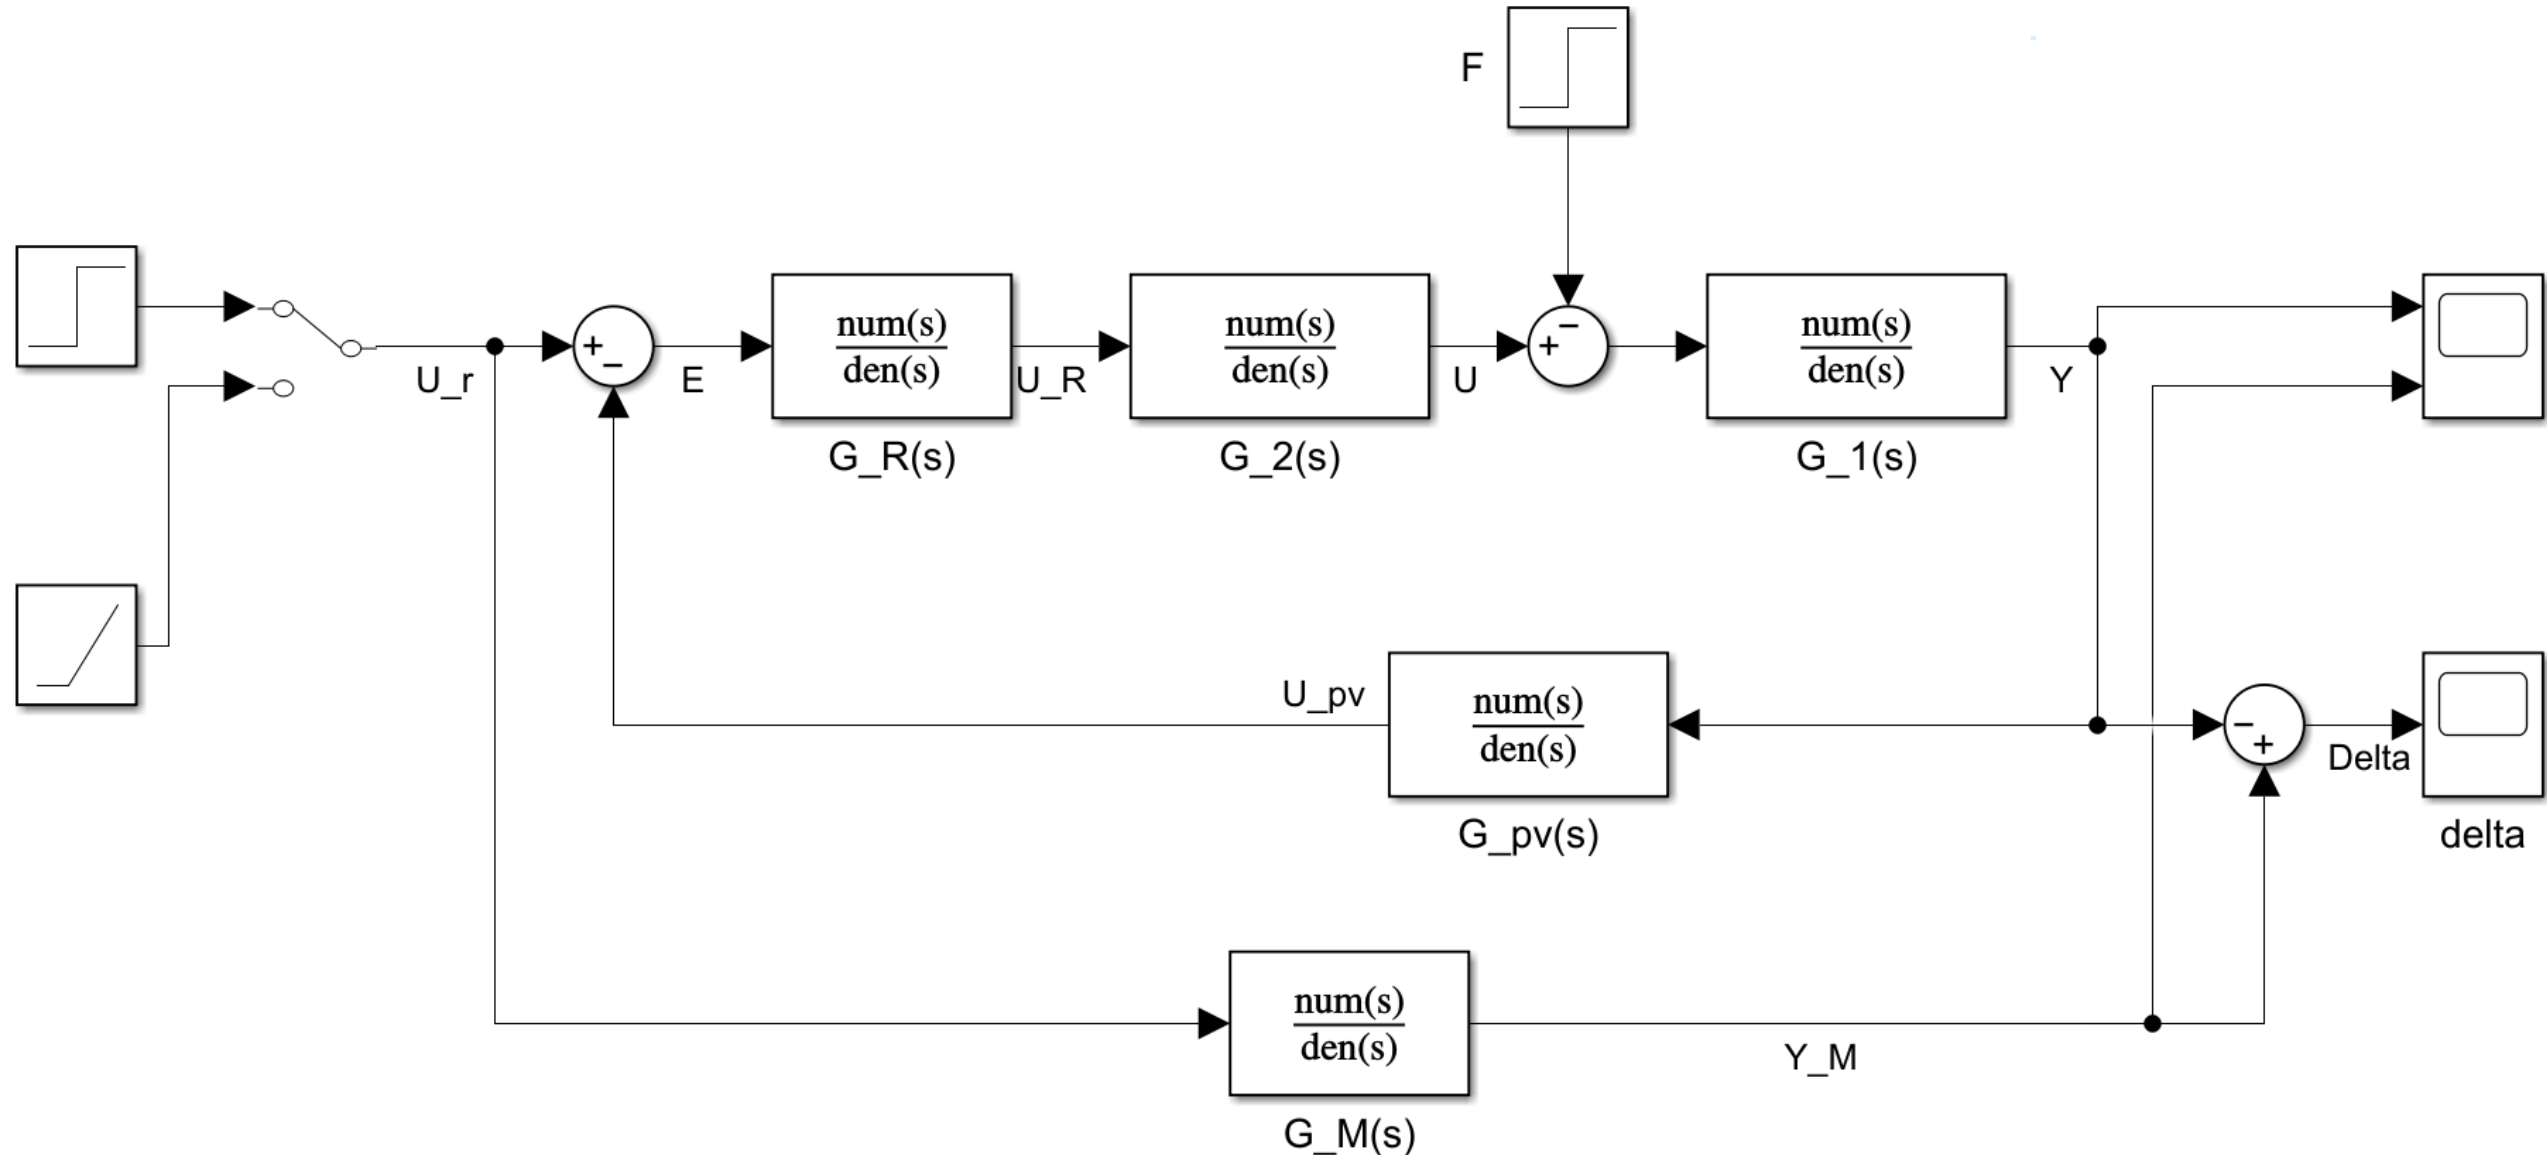 F
+
−
U_r
E
num(s)
den(s)
G_R(s)
U_R
num(s)
den(s)
G_2(s)
U
−
+
num(s)
den(s)
G_1(s)
Y
U_pv
num(s)
den(s)
G_pv(s)
−
+
Delta
delta
num(s)
den(s)
G_M(s)
Y_M